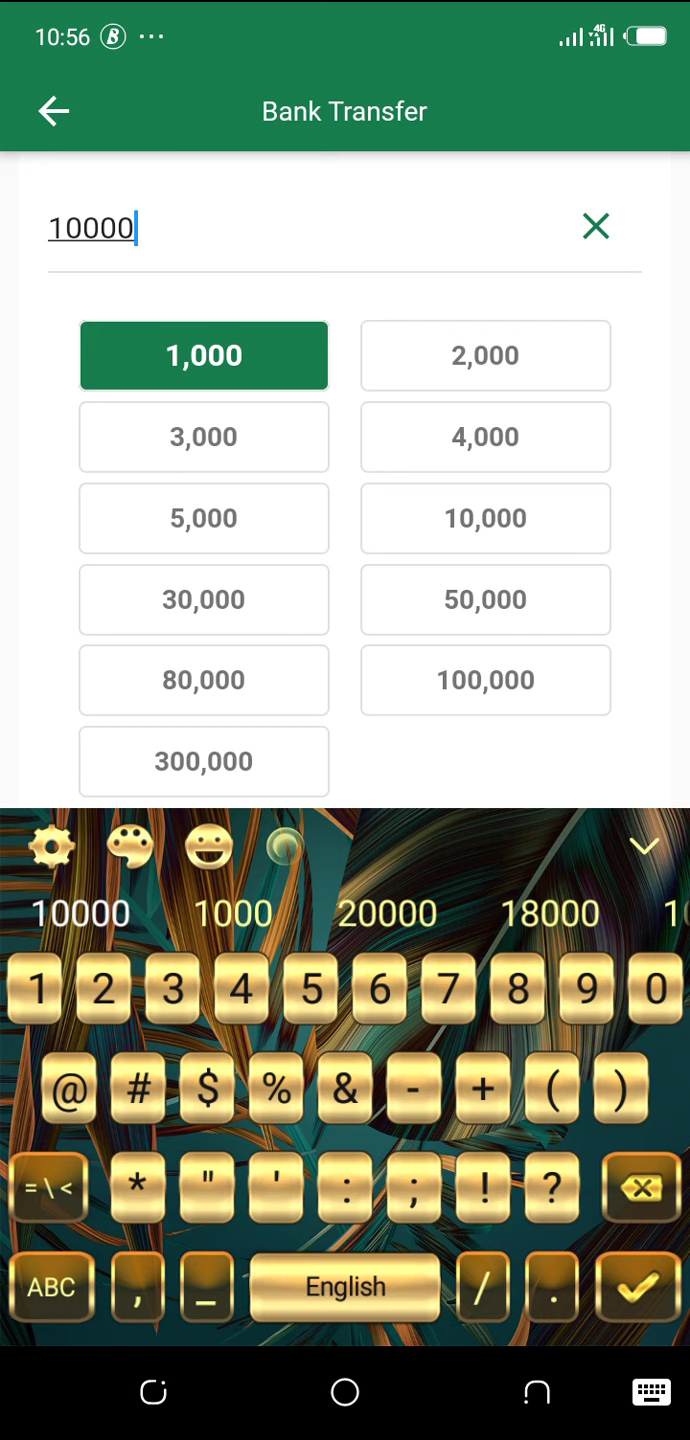 10:56 B ... 4G
Bank Transfer
10000
1,000 2,000
3,000 4,000
5,000 10,000
30,000 50,000
80,000 100,000
300,000
10000 1000 20000 18000
1 2 3 4 5 6 7 8 9 0
@ # $ % & - + ( )
= \ < * " ' : ; ! ?
ABC , _ English / .